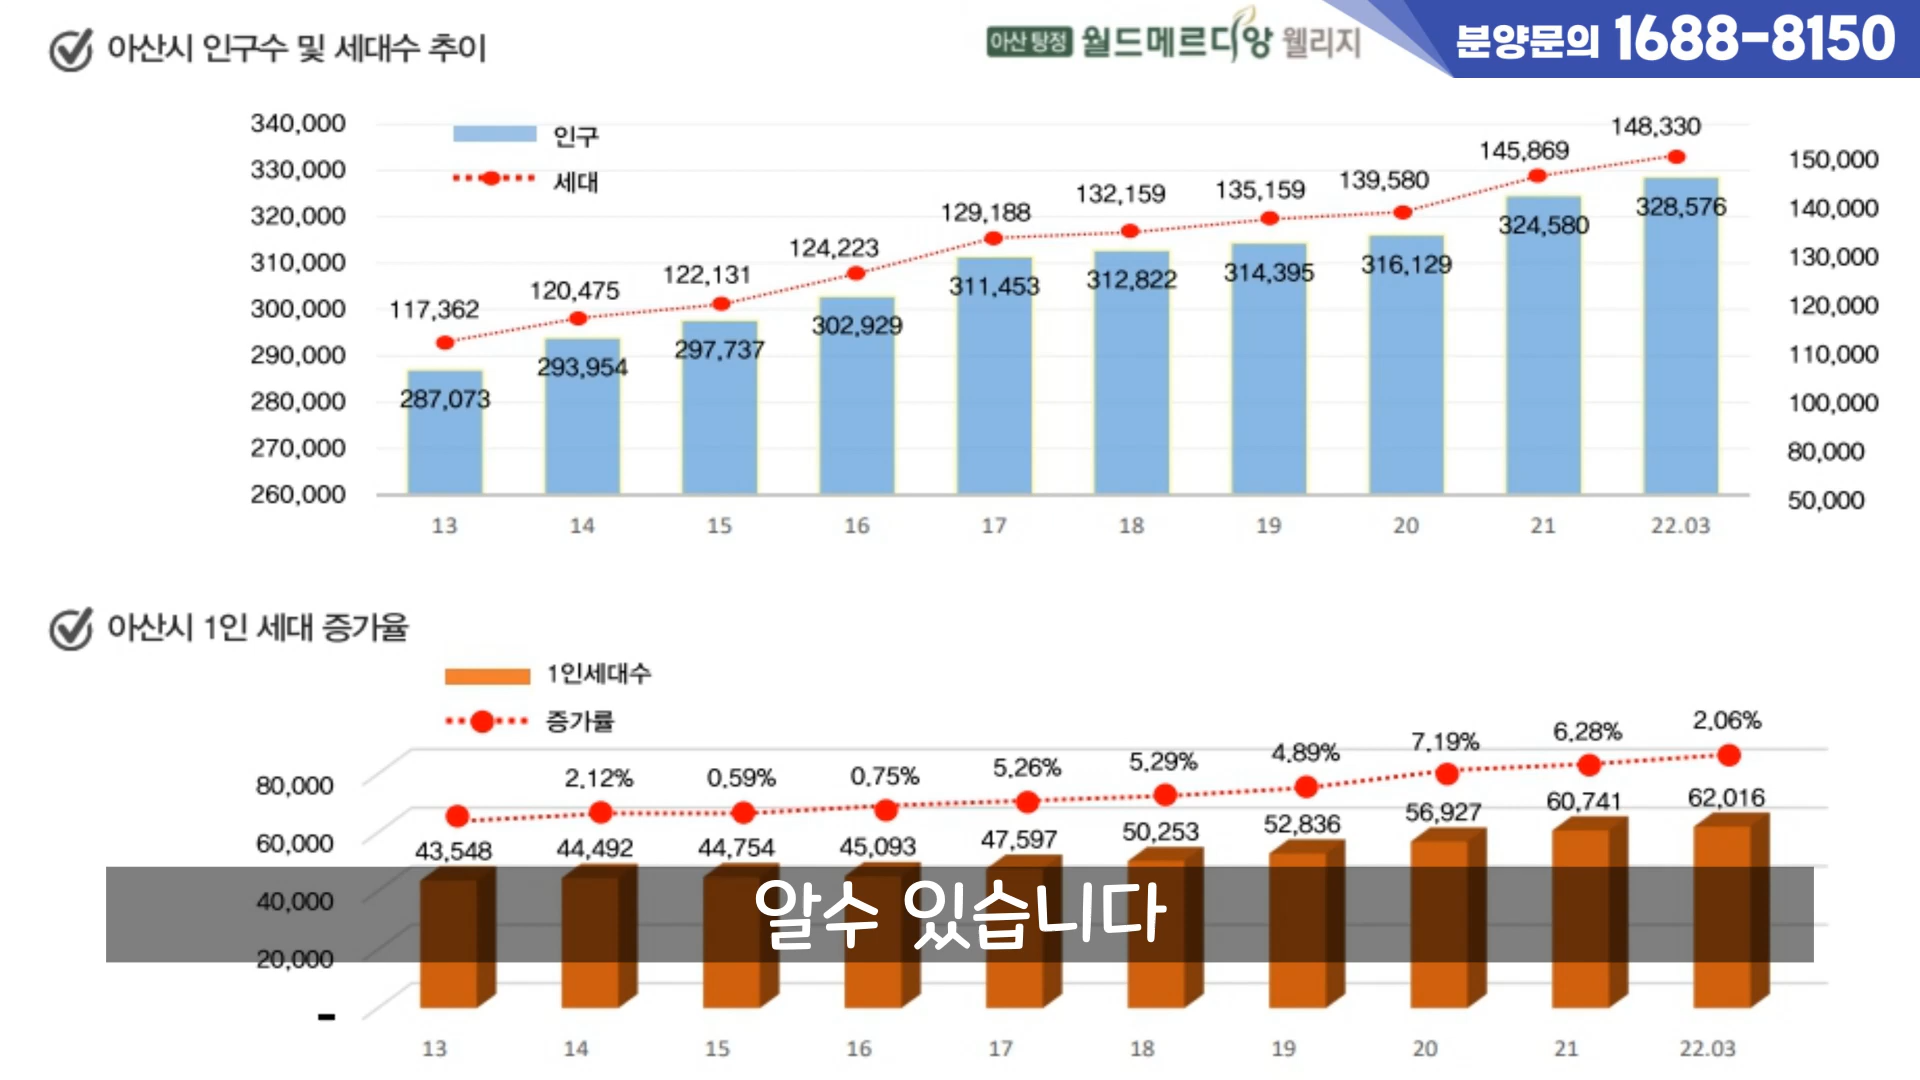 아산시 인구수 및 세대수 추이
아산 탕정 월드메르디앙 웰리지
분양문의 1688-8150
인구
세대
340,000
330,000
320,000
310,000
300,000
290,000
280,000
270,000
260,000
117,362 120,475 122,131 124,223 129,188 132,159 135,159 139,580 145,869 148,330
287,073 293,954 297,737 302,929 311,453 312,822 314,395 316,129 324,580 328,576
150,000
140,000
130,000
120,000
110,000
100,000
80,000
50,000
13 14 15 16 17 18 19 20 21 22.03
아산시 1인 세대 증가율
1인세대수
증가률
80,000
60,000
40,000
20,000
-
2.12% 0.59% 0.75% 5.26% 5.29% 4.89% 7.19% 6.28% 2.06%
43,548 44,492 44,754 45,093 47,597 50,253 52,836 56,927 60,741 62,016
알수 있습니다
13 14 15 16 17 18 19 20 21 22.03